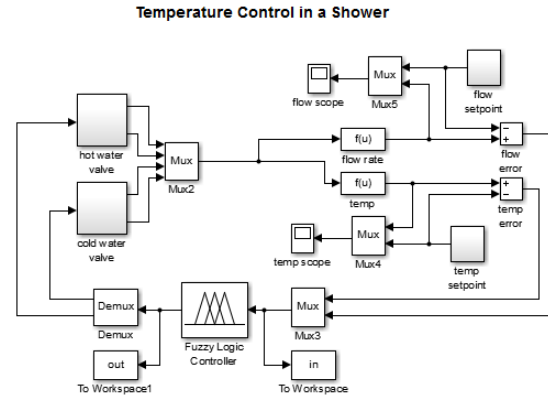 Temperature Control in a Shower
flow scope
Mux
Mux5
flow
setpoint
hot water
valve
Mux
Mux2
f(u)
flow rate
−
+
flow
error
f(u)
temp
+
−
temp
error
cold water
valve
temp scope
Mux
Mux4
temp
setpoint
Demux
Demux
Fuzzy Logic
Controller
Mux
Mux3
out
To Workspace1
in
To Workspace